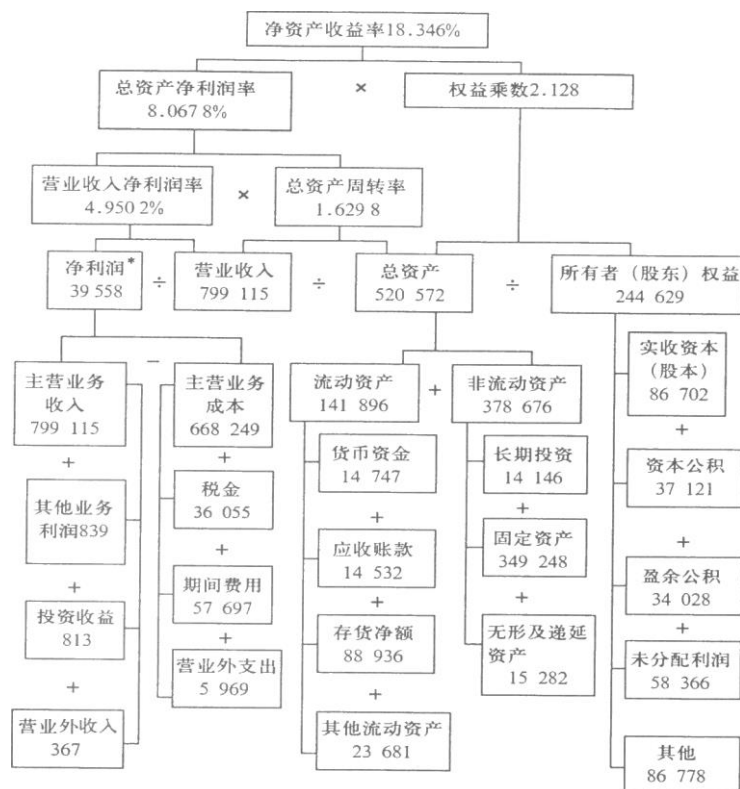 净资产收益率18.346%
总资产净利润率
8.067 8%
×
权益乘数2.128
营业收入净利润率
4.950 2%
×
总资产周转率
1.629 8
净利润*
39 558
÷
营业收入
799 115
÷
总资产
520 572
÷
所有者（股东）权益
244 629
−
主营业务
收入
799 115
+
其他业务
利润839
+
投资收益
813
+
营业外收入
367
主营业务
成本
668 249
+
税金
36 055
+
期间费用
57 697
+
营业外支出
5 969
流动资产
141 896
+
非流动资产
378 676
货币资金
14 747
+
应收账款
14 532
+
存货净额
88 936
+
其他流动资产
23 681
长期投资
14 146
+
固定资产
349 248
+
无形及递延
资产
15 282
实收资本
（股本）
86 702
+
资本公积
37 121
+
盈余公积
34 028
+
未分配利润
58 366
其他
86 778